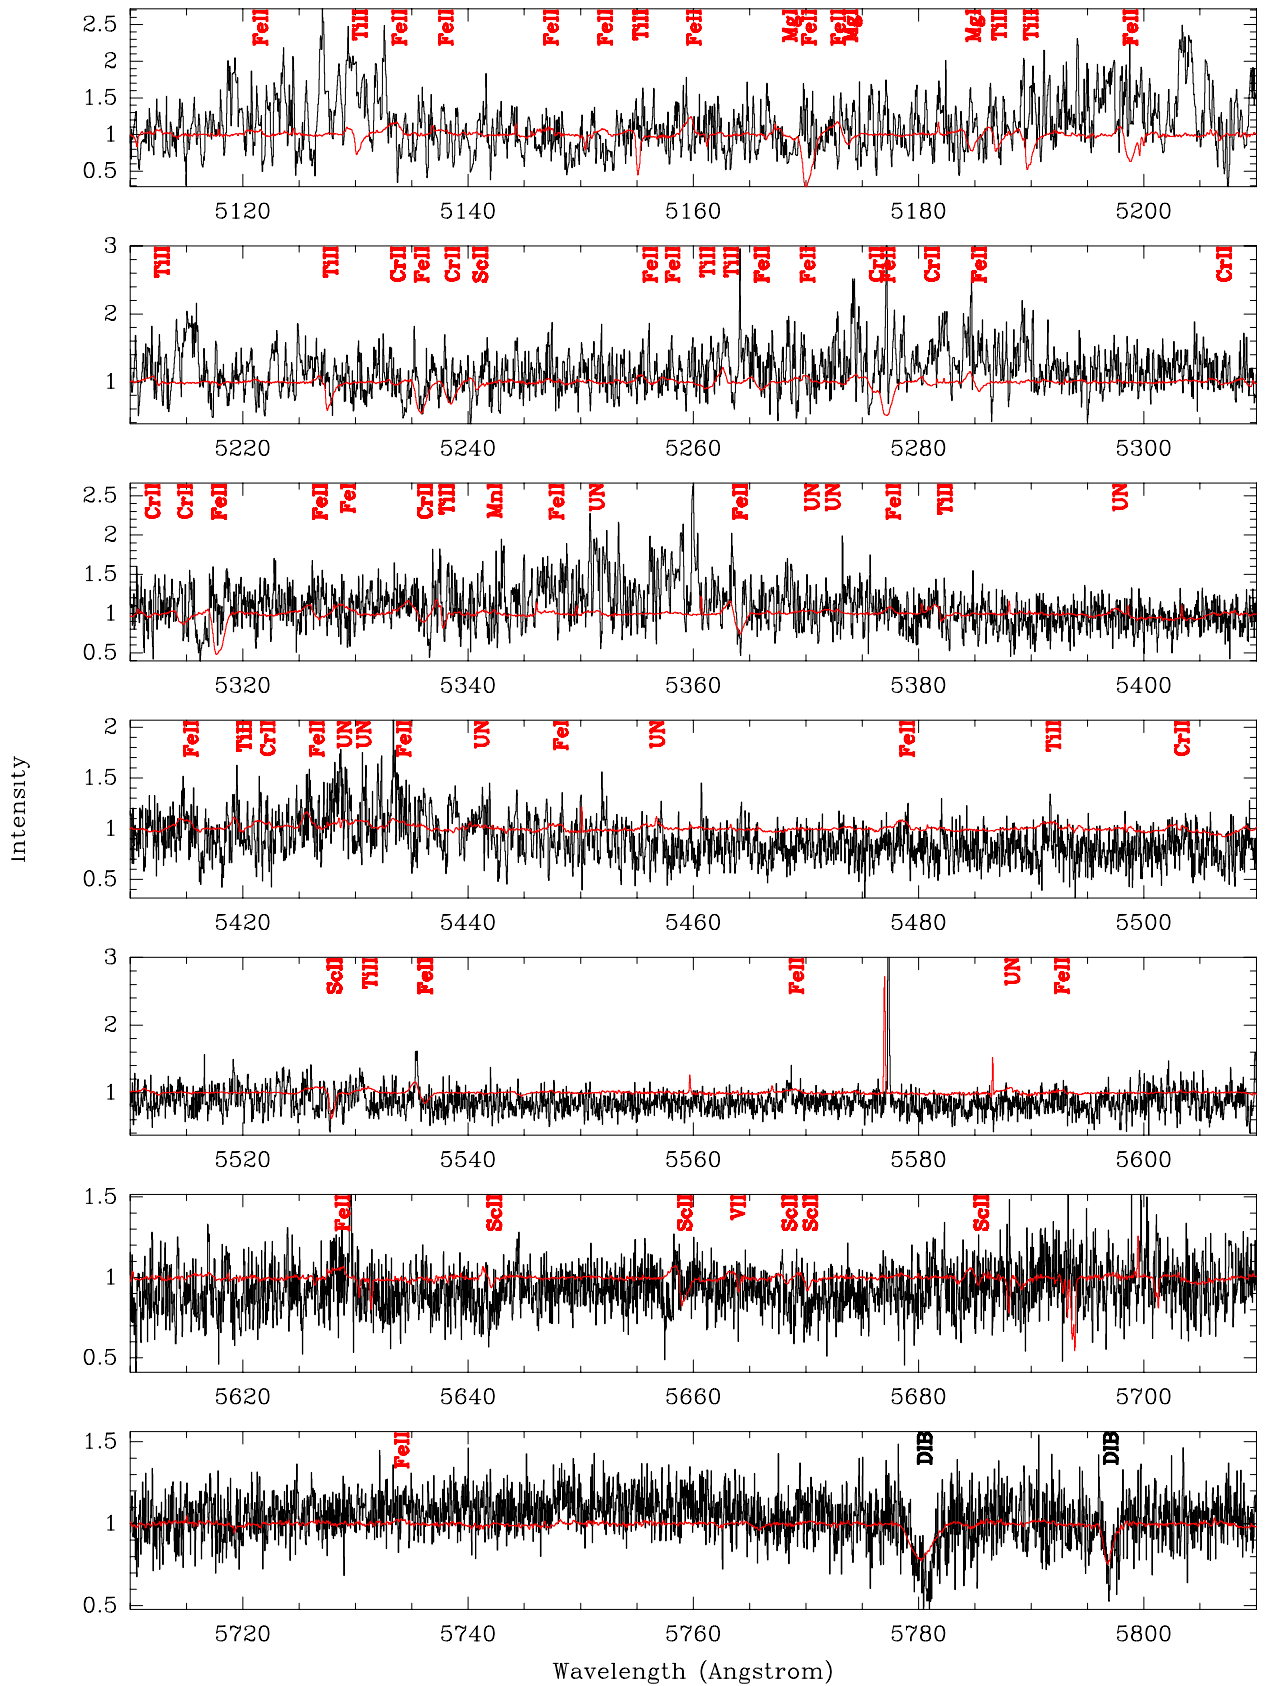 FeII TiII FeII FeII FeII FeII TiII FeII MgI FeII FeII MgI MgI TiII TiII FeII
2.5
2
1.5
1
0.5
5120 5140 5160 5180 5200
TiII TiII CrII FeII CrII ScII FeII FeII TiII TiII FeII FeII CrII FeII CrII FeII CrII
3
2
1
5220 5240 5260 5280 5300
CrII CrII FeII FeII FeI CrII TiII MnI FeII UN FeII UN UN FeII TiII UN
2.5
2
1.5
1
0.5
5320 5340 5360 5380 5400
FeII TiII CrII FeII UN UN FeII UN FeI UN FeII TiII CrII
2
1.5
1
0.5
5420 5440 5460 5480 5500
Intensity
ScII TiII FeII FeII UN FeII
3
2
1
5520 5540 5560 5580 5600
FeII ScII ScII VII ScII ScII ScII
1.5
1
0.5
5620 5640 5660 5680 5700
FeII DIB DIB
1.5
1
0.5
5720 5740 5760 5780 5800
Wavelength (Angstrom)